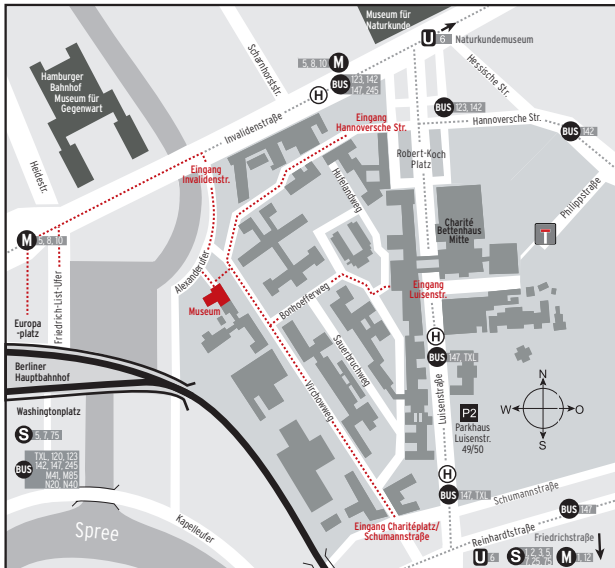 Museum für
Naturkunde
U 6 Naturkundemuseum
5, 8, 10 M
BUS 123, 142
147, 245
H
Scharnhorststr.
Hamburger
Bahnhof
Museum für
Gegenwart
Invalidenstraße
Hessische Str.
BUS 123, 142
Hannoversche Str.
BUS 142
Eingang
Hannoversche Str.
Robert-Koch
Platz
Heidestr.
Eingang
Invalidenstr.
Hufelandweg
Philippstraße
Charité
Bettenhaus
Mitte
T
M 5, 8, 10
Friedrich-List-Ufer
Alexanderufer
Museum
Bonhoefferweg
Eingang
Luisenstr.
Europa
-platz
Sauerbruchweg
H
BUS 147, TXL
Berliner
Hauptbahnhof
Virchowweg
Luisenstraße
N
W O
S
P2
Parkhaus
Luisenstr.
49/50
Washingtonplatz
S 5, 7, 75
BUS TXL, 120, 123
142, 147, 245
M41, M85
N20, N40
H
BUS 147, TXL
Schumannstraße
BUS 147
Spree
Kapelleufer
Eingang Charitéplatz/
Schumannstraße
Reinhardtstraße
Friedrichstraße
U 6 S 1, 2, 3, 5,
7, 25, 75 M 1, 12